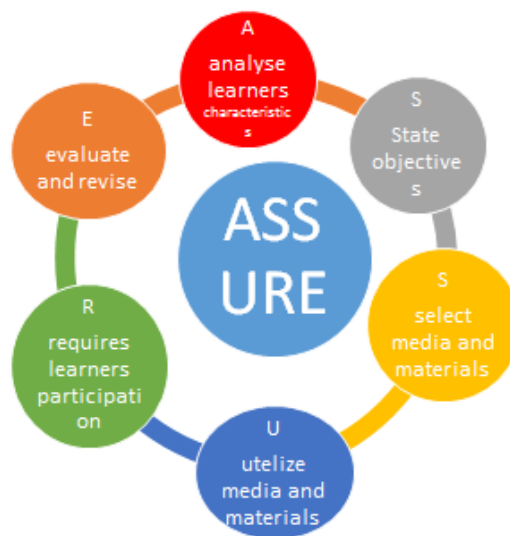 A
analyse
learners
characteristic
s
S
State
objective
s
S
select
media and
materials
U
utelize
media and
materials
R
requires
learners
participati
on
E
evaluate
and revise
ASS
URE